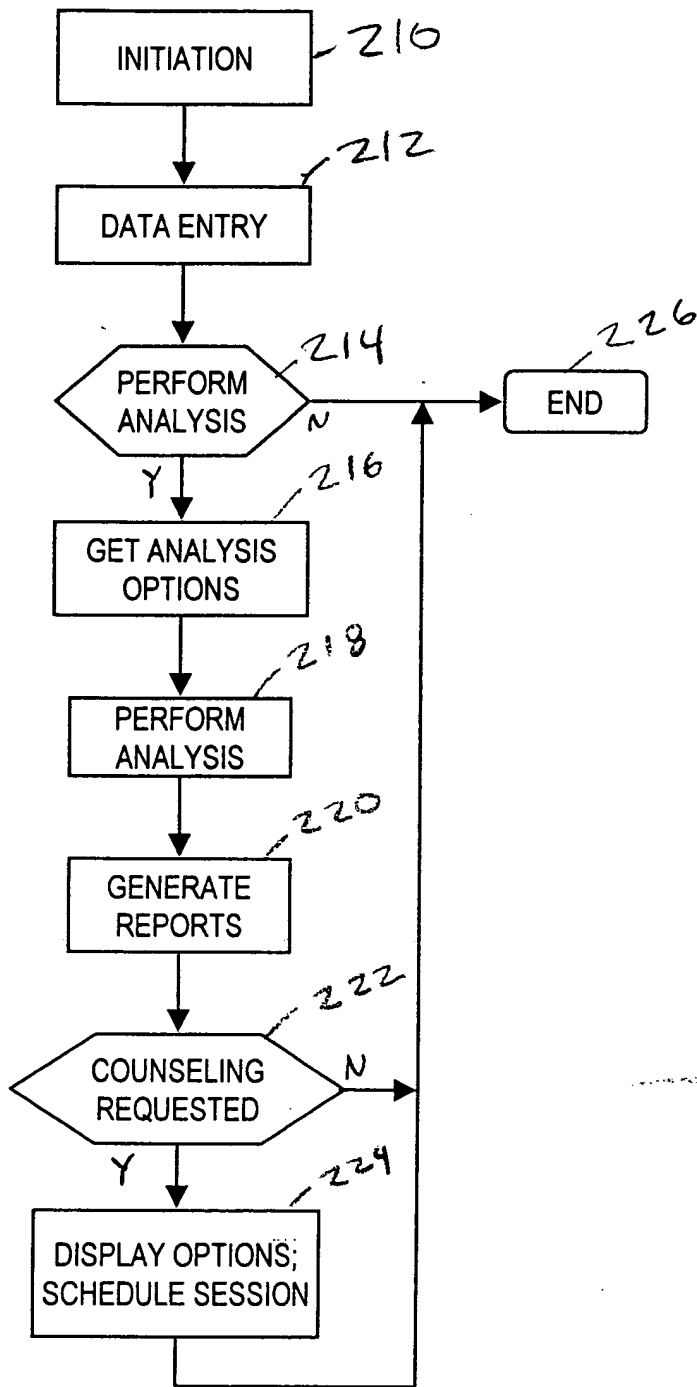 INITIATION
210
212
DATA ENTRY
214
226
PERFORM
ANALYSIS
N
END
Y
216
GET ANALYSIS
OPTIONS
218
PERFORM
ANALYSIS
220
GENERATE
REPORTS
222
COUNSELING
REQUESTED
N
Y
224
DISPLAY OPTIONS;
SCHEDULE SESSION